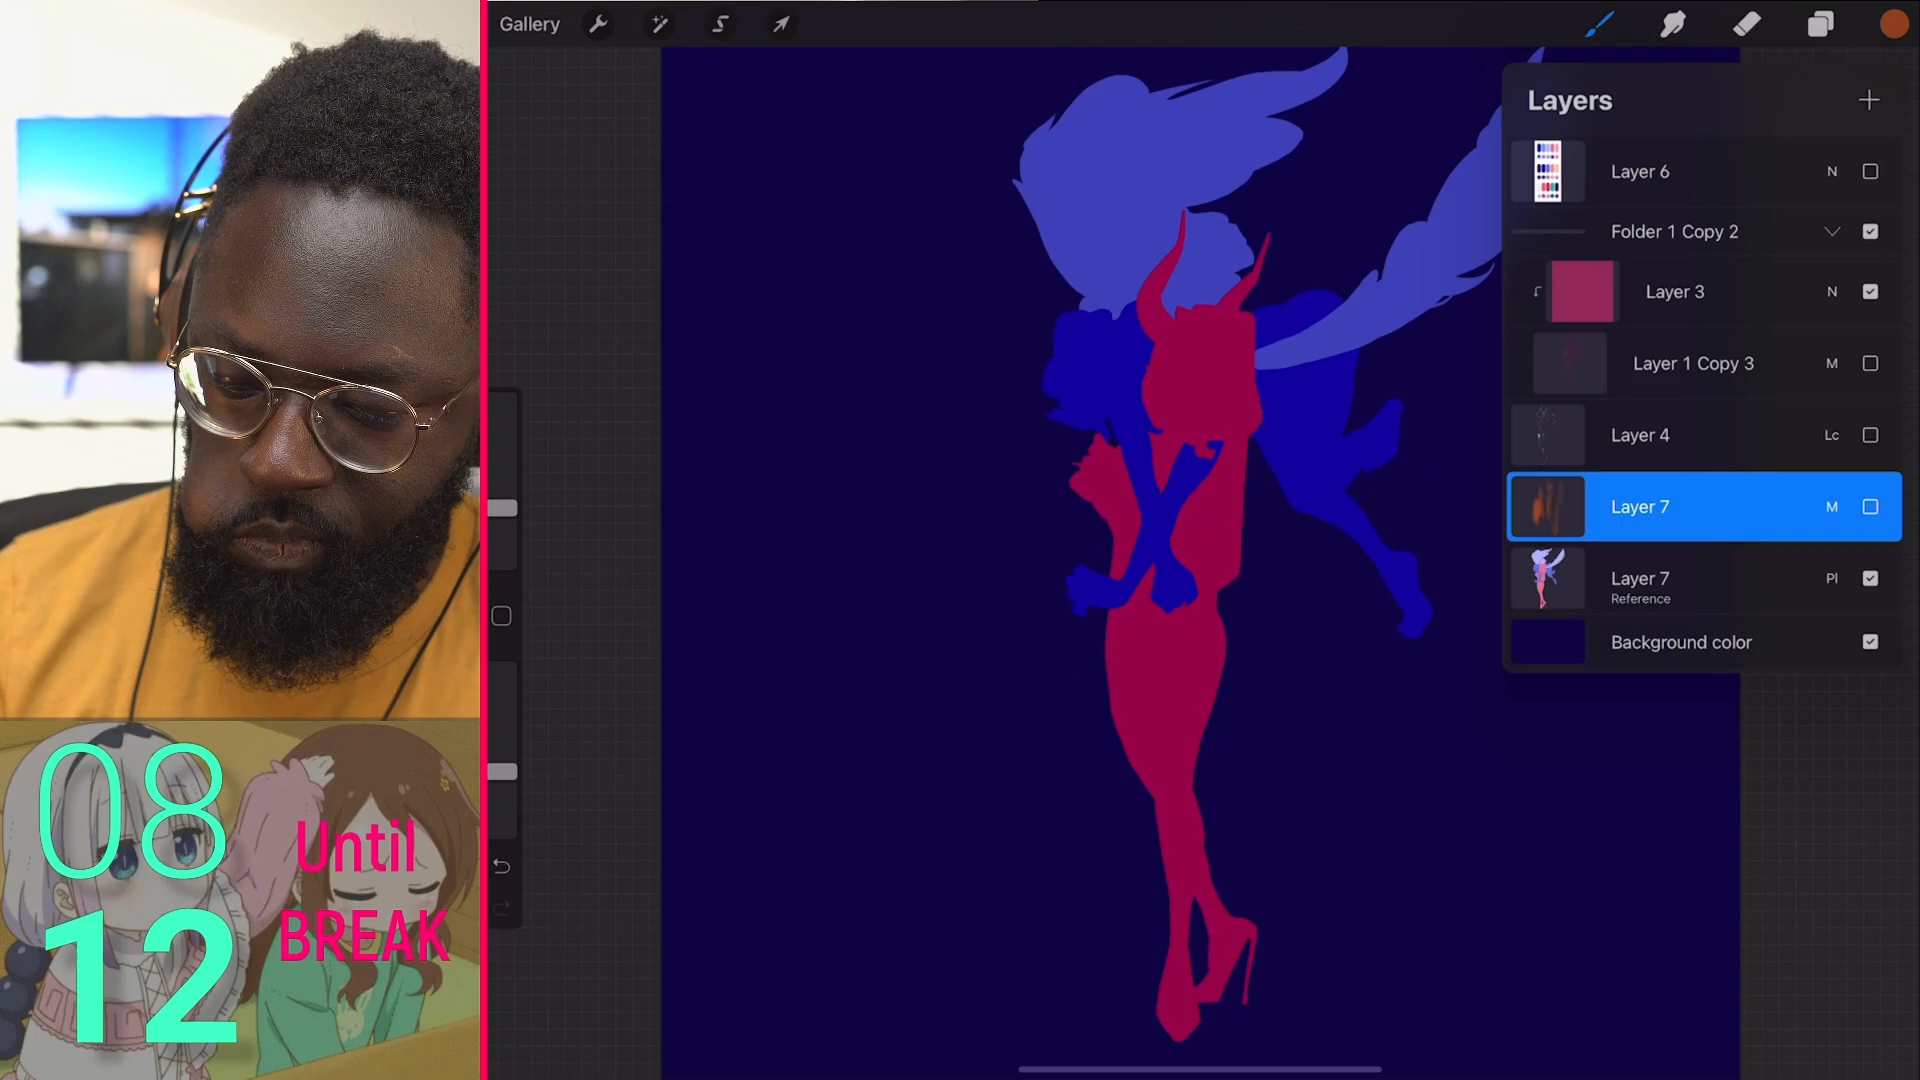 Gallery
Layers
Layer 6 N
Folder 1 Copy 2
Layer 3 N
Layer 1 Copy 3 M
Layer 4 Lc
Layer 7 M
Layer 7 Pl
Reference
Background color
08
12
Until
BREAK